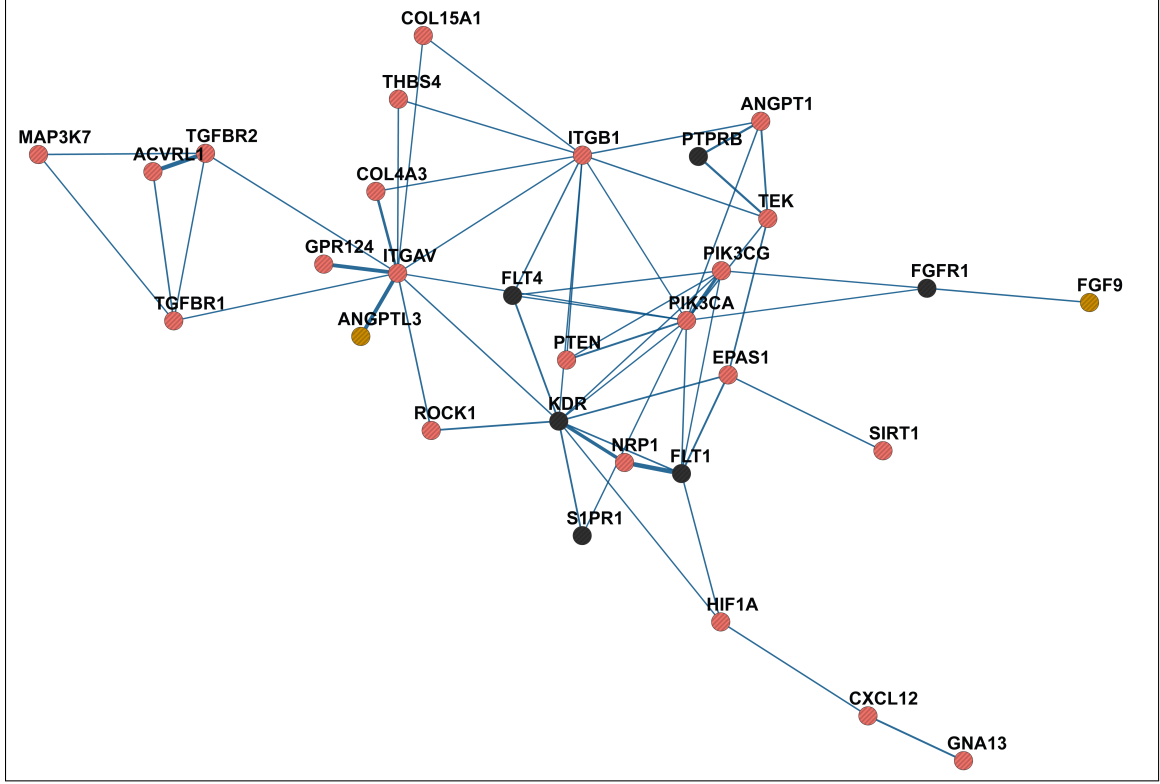 COL15A1
THBS4
ANGPT1
MAP3K7
TGFBR2
ITGB1
PTPRB
ACVRL1
COL4A3
TEK
GPR124
ITGAV
PIK3CG
FLT4
FGFR1
FGF9
TGFBR1
PIK3CA
ANGPTL3
PTEN
EPAS1
KDR
ROCK1
SIRT1
NRP1
FLT1
S1PR1
HIF1A
CXCL12
GNA13